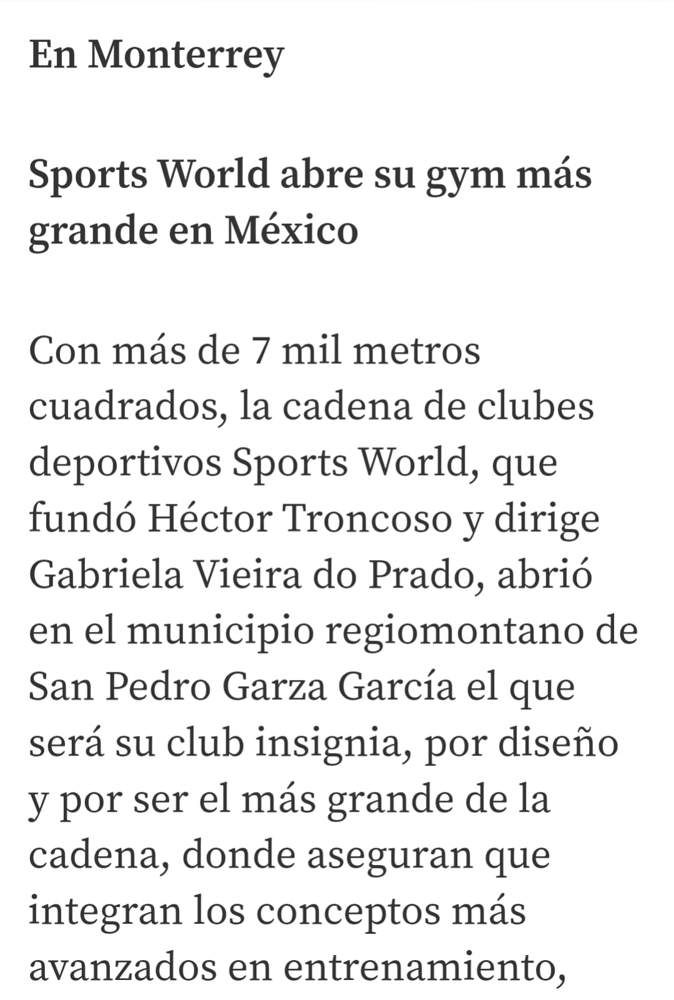 En Monterrey
Sports World abre su gym más
grande en México
Con más de 7 mil metros
cuadrados, la cadena de clubes
deportivos Sports World, que
fundó Héctor Troncoso y dirige
Gabriela Vieira do Prado, abrió
en el municipio regiomontano de
San Pedro Garza García el que
será su club insignia, por diseño
y por ser el más grande de la
cadena, donde aseguran que
integran los conceptos más
avanzados en entrenamiento,